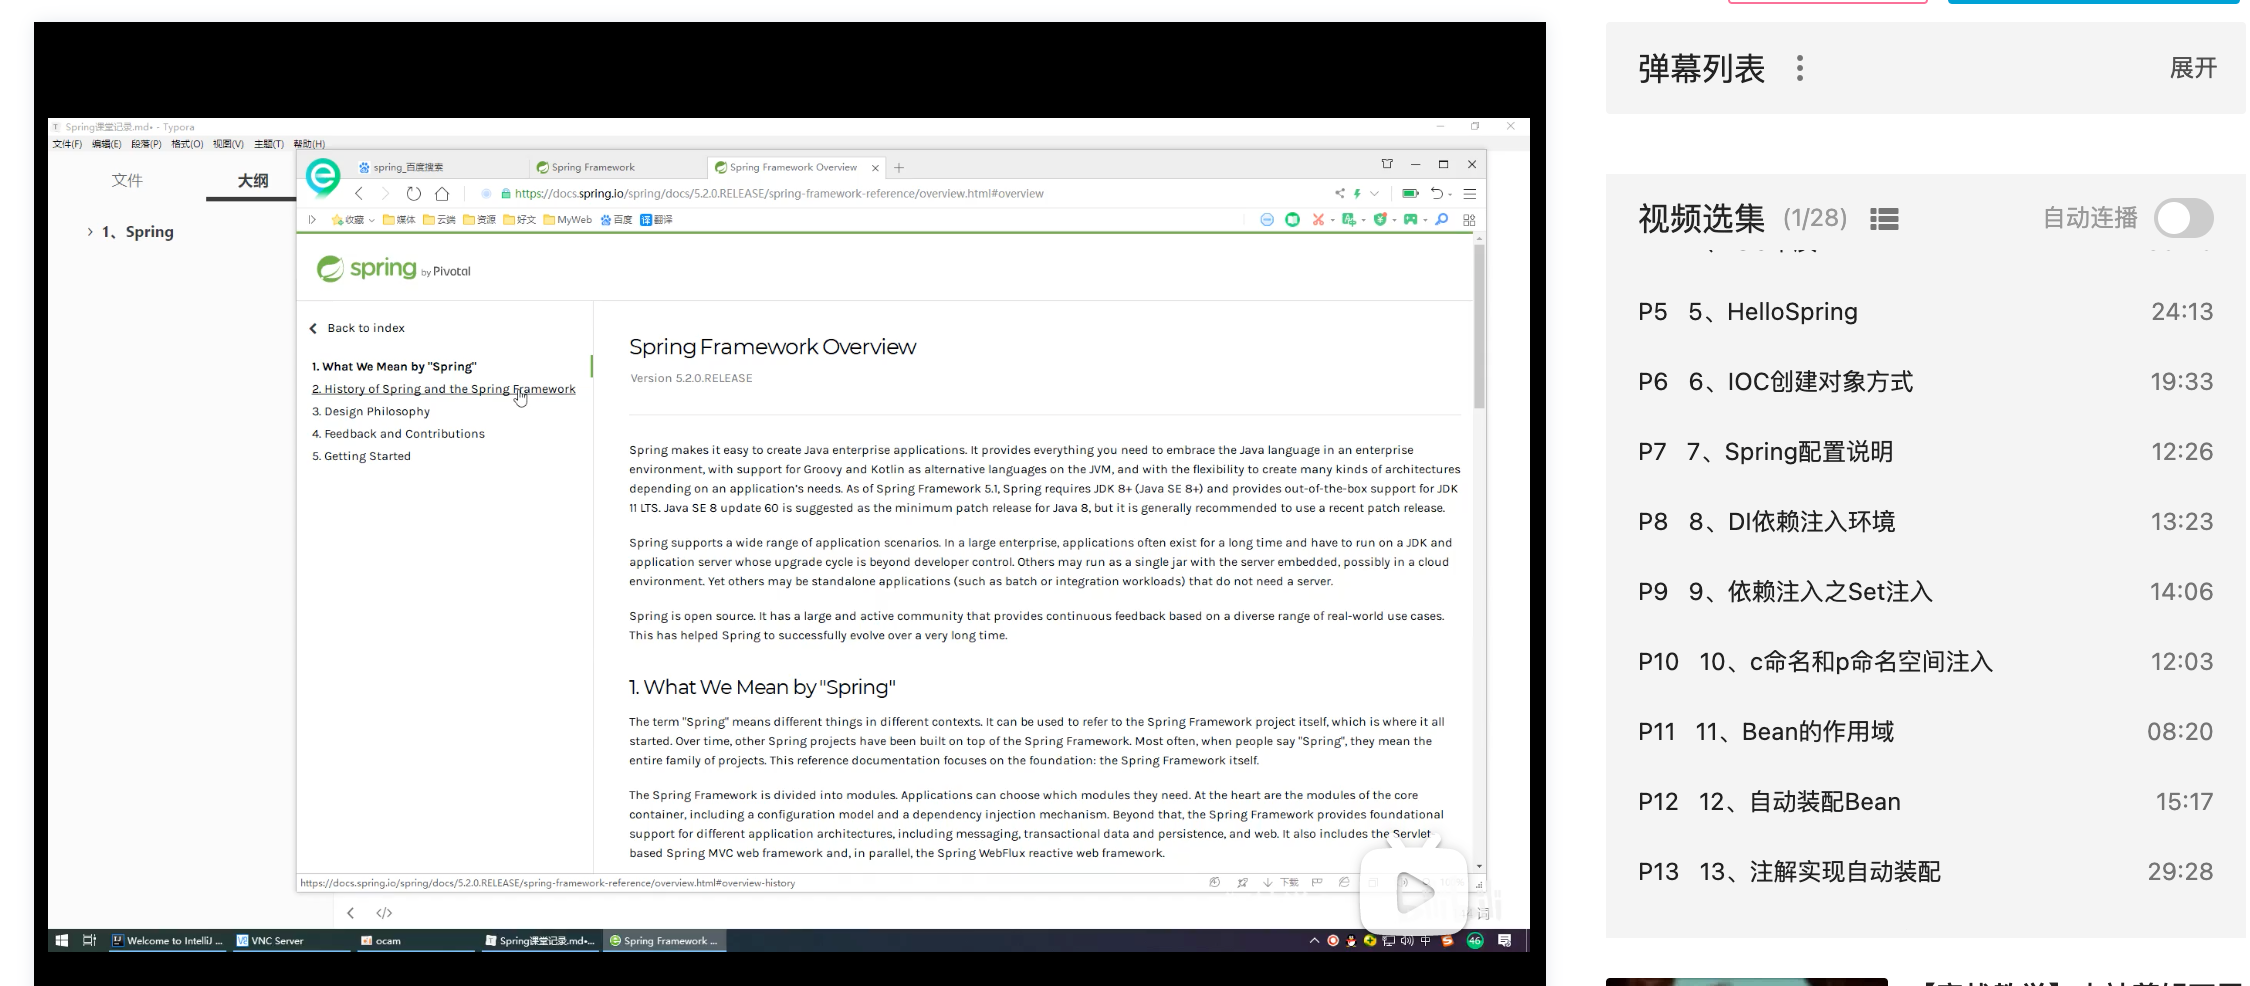 Spring课堂记录.md• - Typora
文件(F) 编辑(E) 段落(P) 格式(O) 视图(V) 主题(T) 帮助(H)
文件 大纲
1、Spring
spring_百度搜索
Spring Framework
Spring Framework Overview
https://docs.spring.io/spring/docs/5.2.0.RELEASE/spring-framework-reference/overview.html#overview
收藏 媒体 云端 资源 好文 MyWeb 百度 译 翻译
spring by Pivotal
Back to index
1. What We Mean by "Spring"
2. History of Spring and the Spring Framework
3. Design Philosophy
4. Feedback and Contributions
5. Getting Started
Spring Framework Overview
Version 5.2.0.RELEASE
Spring makes it easy to create Java enterprise applications. It provides everything you need to embrace the Java language in an enterprise
environment, with support for Groovy and Kotlin as alternative languages on the JVM, and with the flexibility to create many kinds of architectures
depending on an application's needs. As of Spring Framework 5.1, Spring requires JDK 8+ (Java SE 8+) and provides out-of-the-box support for JDK
11 LTS. Java SE 8 update 60 is suggested as the minimum patch release for Java 8, but it is generally recommended to use a recent patch release.
Spring supports a wide range of application scenarios. In a large enterprise, applications often exist for a long time and have to run on a JDK and
application server whose upgrade cycle is beyond developer control. Others may run as a single jar with the server embedded, possibly in a cloud
environment. Yet others may be standalone applications (such as batch or integration workloads) that do not need a server.
Spring is open source. It has a large and active community that provides continuous feedback based on a diverse range of real-world use cases.
This has helped Spring to successfully evolve over a very long time.
1. What We Mean by "Spring"
The term "Spring" means different things in different contexts. It can be used to refer to the Spring Framework project itself, which is where it all
started. Over time, other Spring projects have been built on top of the Spring Framework. Most often, when people say "Spring", they mean the
entire family of projects. This reference documentation focuses on the foundation: the Spring Framework itself.
The Spring Framework is divided into modules. Applications can choose which modules they need. At the heart are the modules of the core
container, including a configuration model and a dependency injection mechanism. Beyond that, the Spring Framework provides foundational
support for different application architectures, including messaging, transactional data and persistence, and web. It also includes the Servlet-
based Spring MVC web framework and, in parallel, the Spring WebFlux reactive web framework.
https://docs.spring.io/spring/docs/5.2.0.RELEASE/spring-framework-reference/overview.html#overview-history
下载
</>
Welcome to IntelliJ ... VNC Server ocam Spring课堂记录.md•... Spring Framework ... 中 46
弹幕列表 展开
视频选集 (1/28) 自动连播
P5 5、HelloSpring 24:13
P6 6、IOC创建对象方式 19:33
P7 7、Spring配置说明 12:26
P8 8、DI依赖注入环境 13:23
P9 9、依赖注入之Set注入 14:06
P10 10、c命名和p命名空间注入 12:03
P11 11、Bean的作用域 08:20
P12 12、自动装配Bean 15:17
P13 13、注解实现自动装配 29:28